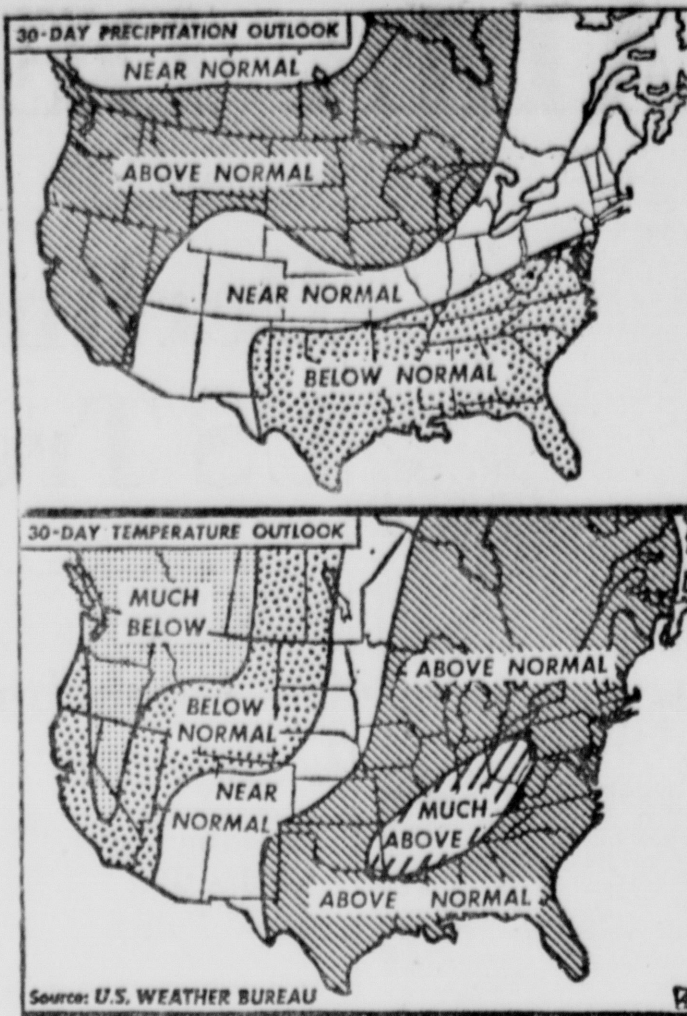 30-DAY PRECIPITATION OUTLOOK
NEAR NORMAL
ABOVE NORMAL
NEAR NORMAL
BELOW NORMAL
30-DAY TEMPERATURE OUTLOOK
MUCH
BELOW
ABOVE NORMAL
BELOW
NORMAL
NEAR
NORMAL
MUCH
ABOVE
ABOVE NORMAL
Source: U.S. WEATHER BUREAU